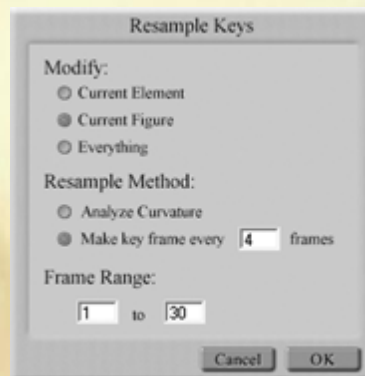 Resample Keys
Modify:
Current Element
Current Figure
Everything
Resample Method:
Analyze Curvature
Make key frame every 4 frames
Frame Range:
1 to 30
Cancel OK